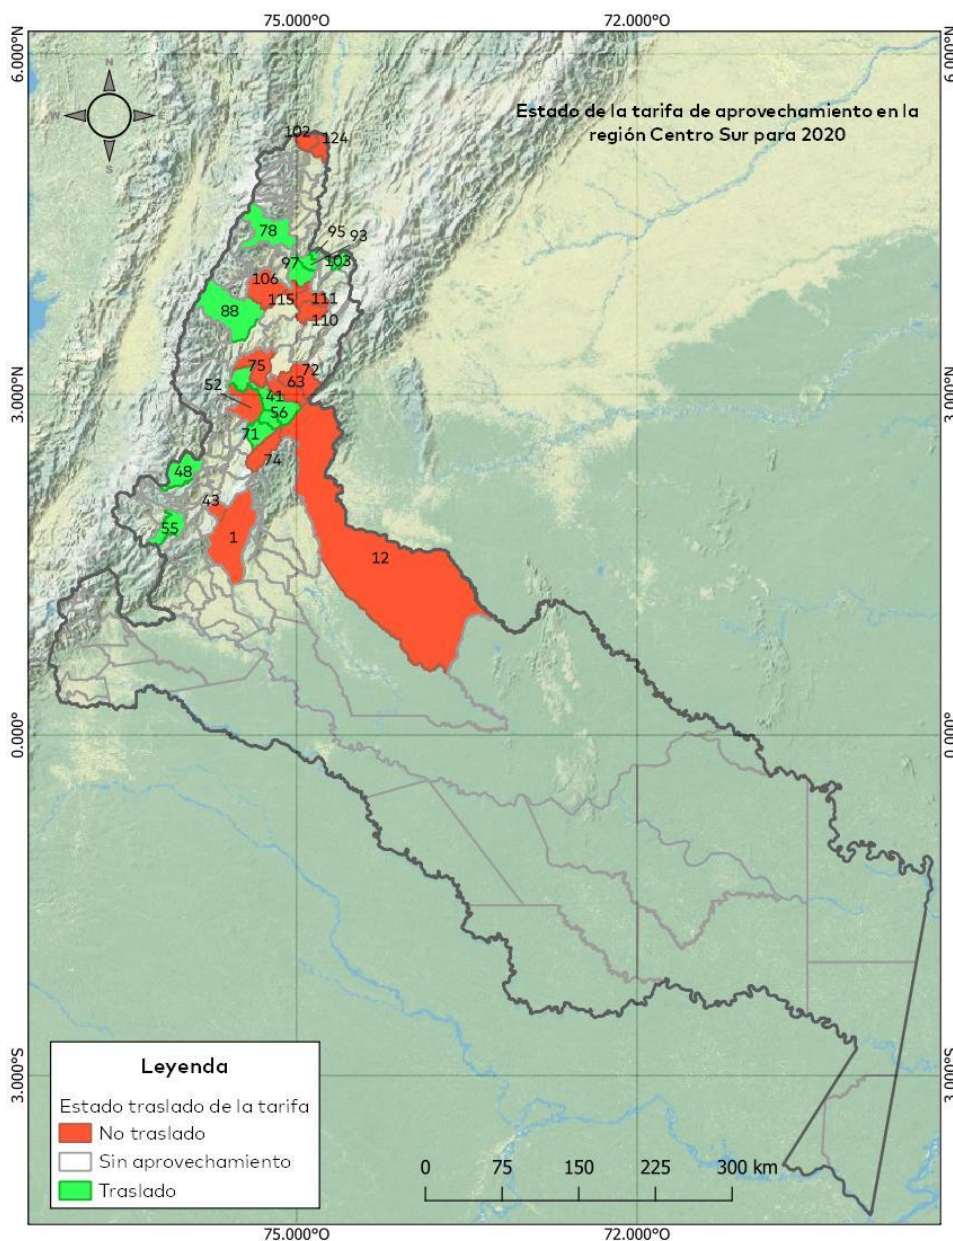 75.000°O
72.000°O
6.000°N
N
W
E
S
Estado de la tarifa de aprovechamiento en la
región Centro Sur para 2020
102
124
78
95
93
97
103
106
115
111
88
110
75
72
52
63
41
56
71
74
48
43
55
1
12
3.000°N
3.000°N
0.000°
0.000°
3.000°S
3.000°S
Leyenda
Estado traslado de la tarifa
No traslado
Sin aprovechamiento
Traslado
0
75
150
225
300 km
75.000°O
72.000°O